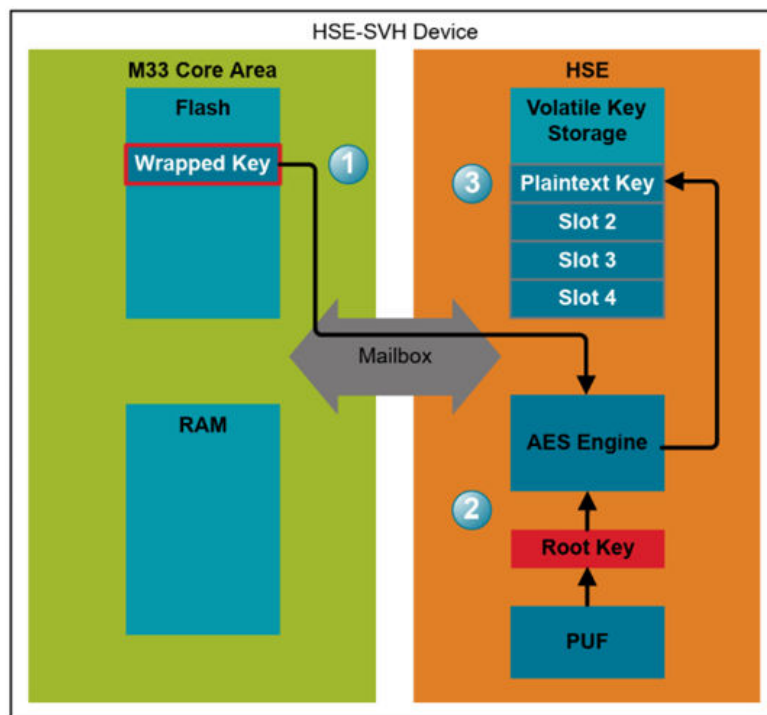 HSE-SVH Device
M33 Core Area
Flash
Wrapped Key
1
RAM
Mailbox
HSE
Volatile Key
Storage
3
Plaintext Key
Slot 2
Slot 3
Slot 4
AES Engine
2
Root Key
PUF